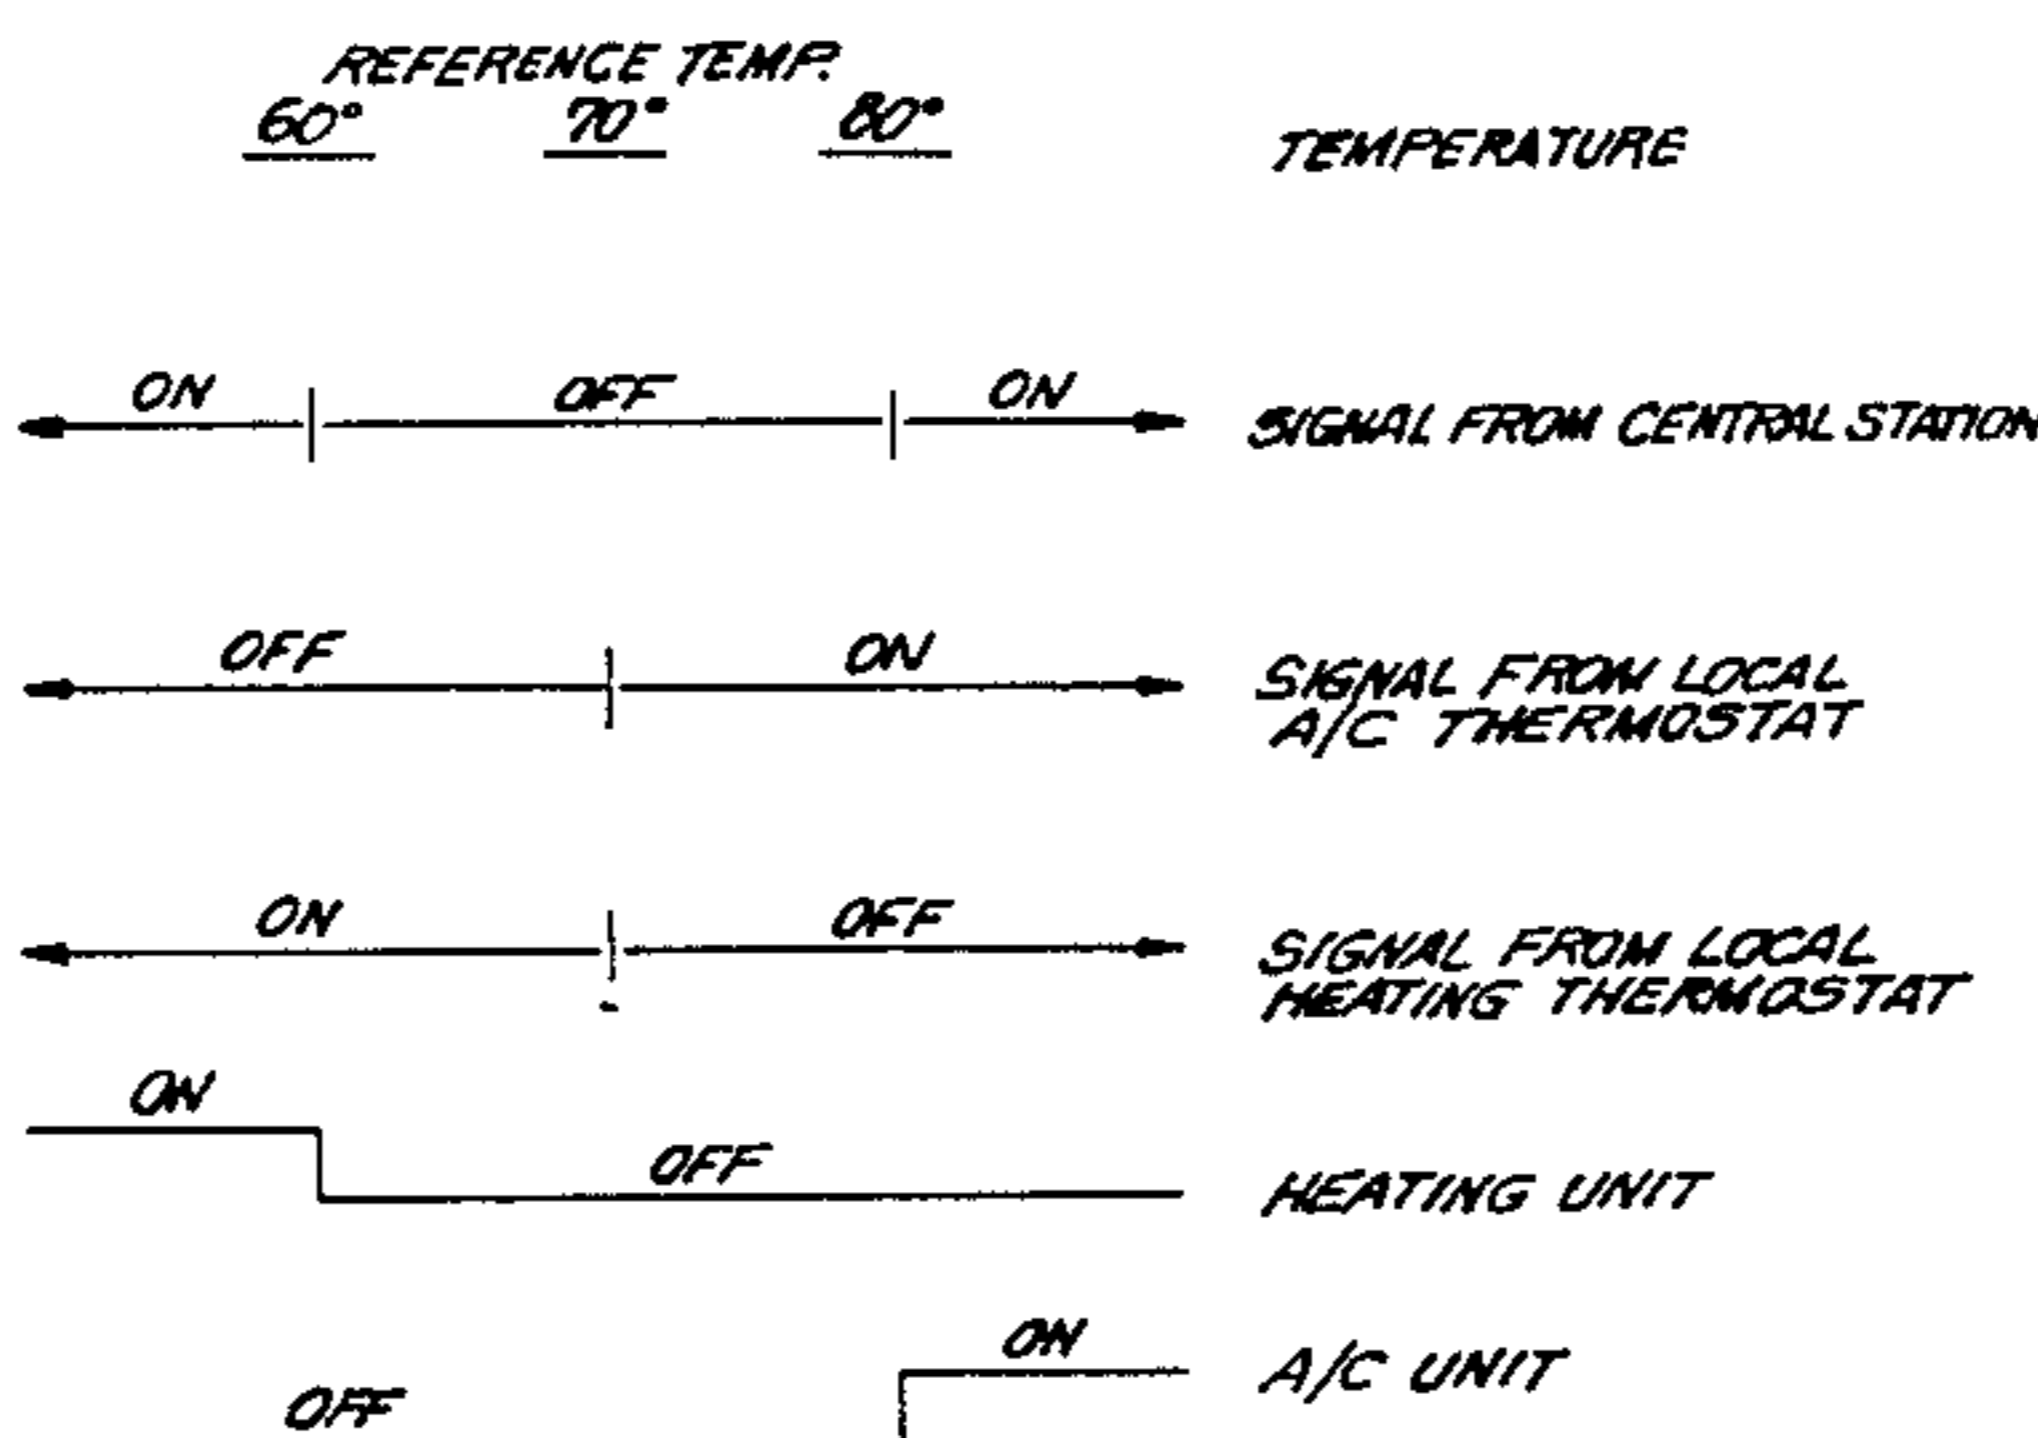 REFERENCE TEMP.
60° 70° 80° TEMPERATURE
ON OFF ON SIGNAL FROM CENTRAL STATION
OFF ON SIGNAL FROM LOCAL
A/C THERMOSTAT
ON OFF SIGNAL FROM LOCAL
HEATING THERMOSTAT
ON
OFF HEATING UNIT
ON A/C UNIT
OFF